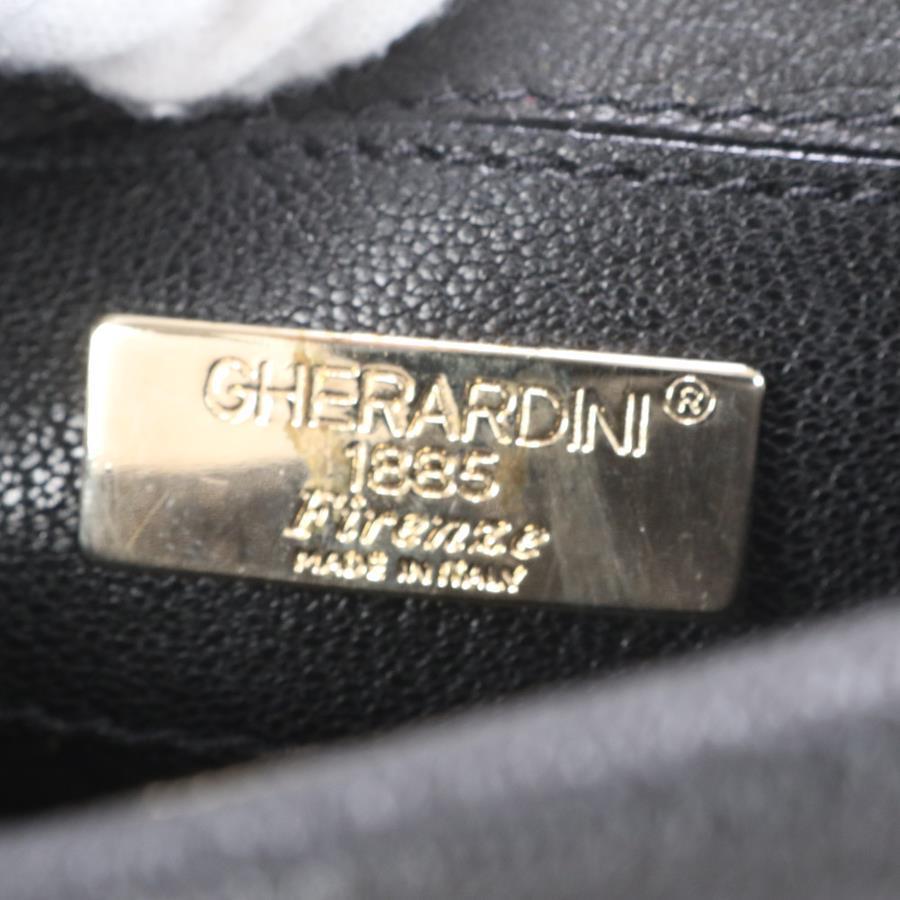 GHERARDINI®
1885
Firenze
MADE IN ITALY